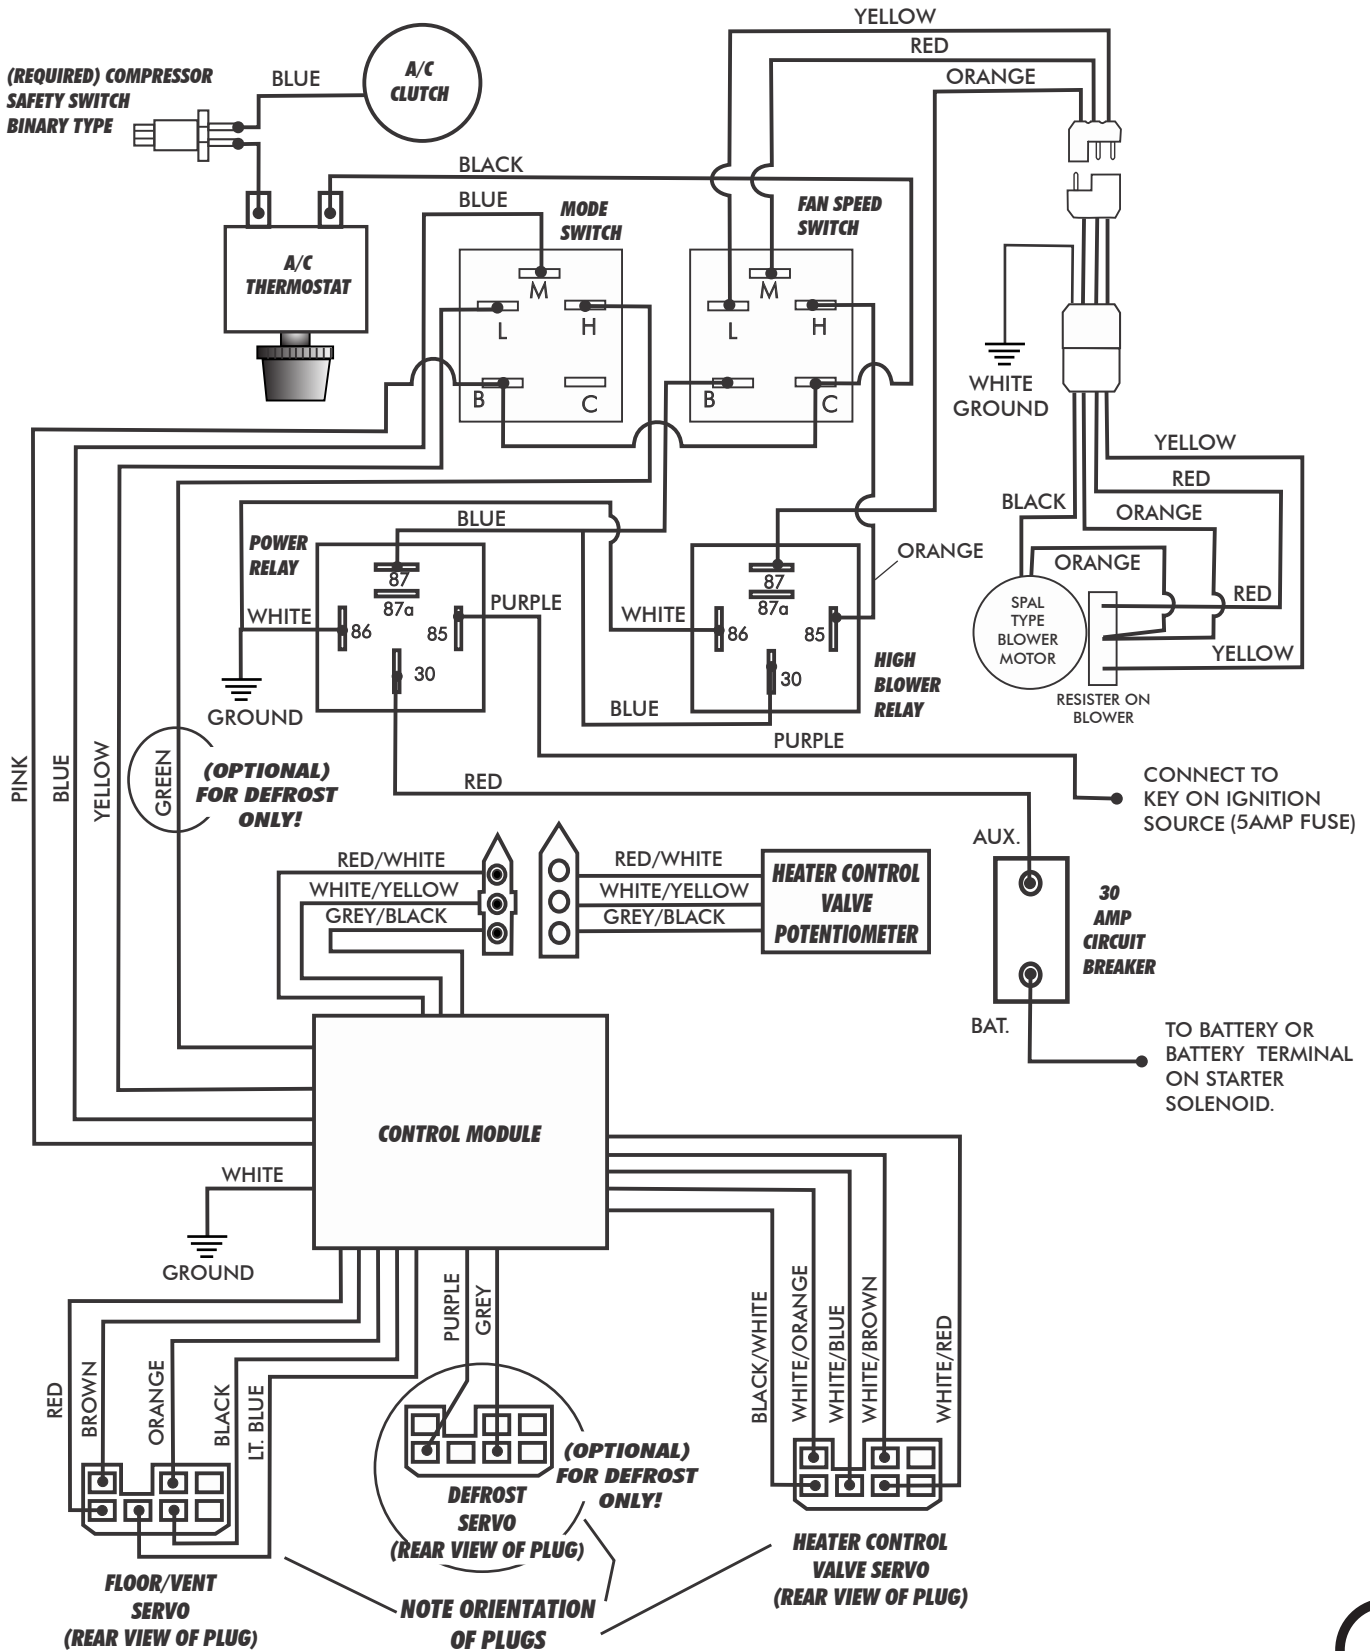 YELLOW
RED
ORANGE
(REQUIRED) COMPRESSOR
SAFETY SWITCH
BINARY TYPE
BLUE
A/C
CLUTCH
BLACK
BLUE
MODE
SWITCH
FAN SPEED
SWITCH
A/C
THERMOSTAT
M
L
H
B
C
M
L
H
B
C
WHITE
GROUND
YELLOW
RED
BLACK
ORANGE
ORANGE
RED
YELLOW
SPAL
TYPE
BLOWER
MOTOR
RESISTER ON
BLOWER
BLUE
POWER
RELAY
87
87a
86
85
30
WHITE
PURPLE
GROUND
WHITE
87
87a
86
85
30
ORANGE
HIGH
BLOWER
RELAY
BLUE
PURPLE
RED
PINK
BLUE
YELLOW
GREEN
(OPTIONAL)
FOR DEFROST
ONLY!
CONNECT TO
KEY ON IGNITION
SOURCE (5AMP FUSE)
AUX.
30
AMP
CIRCUIT
BREAKER
BAT.
TO BATTERY OR
BATTERY TERMINAL
ON STARTER
SOLENOID.
RED/WHITE
WHITE/YELLOW
GREY/BLACK
RED/WHITE
WHITE/YELLOW
GREY/BLACK
HEATER CONTROL
VALVE
POTENTIOMETER
CONTROL MODULE
WHITE
GROUND
RED
BROWN
ORANGE
BLACK
LT. BLUE
PURPLE
GREY
BLACK/WHITE
WHITE/ORANGE
WHITE/BLUE
WHITE/BROWN
WHITE/RED
(OPTIONAL)
FOR DEFROST
ONLY!
DEFROST
SERVO
(REAR VIEW OF PLUG)
FLOOR/VENT
SERVO
(REAR VIEW OF PLUG)
HEATER CONTROL
VALVE SERVO
(REAR VIEW OF PLUG)
NOTE ORIENTATION
OF PLUGS